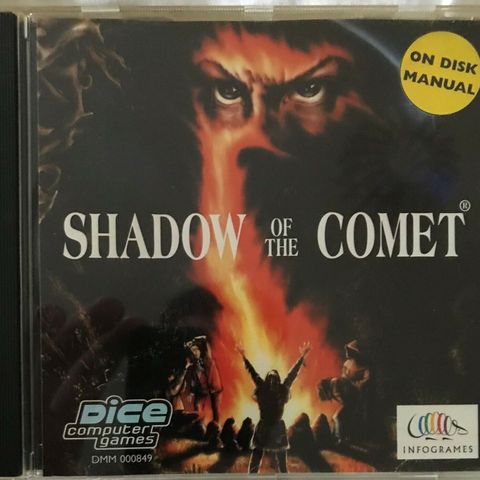 ON DISK
MANUAL
SHADOW OF THE COMET®
Dice
computer
games
DMM 000849
INFOGRAMES